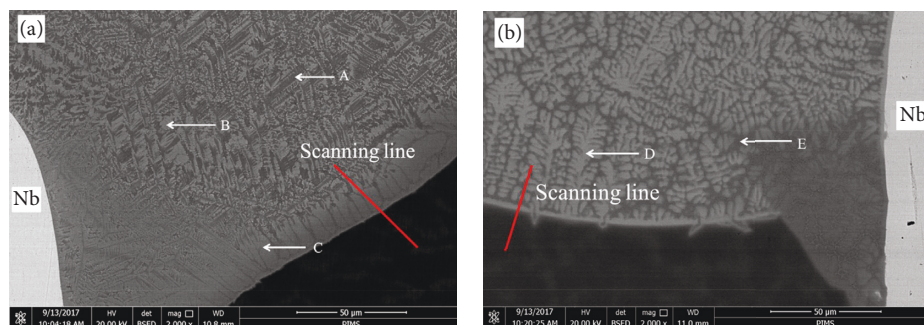 (a)
A
B
Scanning line
Nb
C
9/13/2017 HV det mag WD 50 µm
10:04:18 AM 20.00 kV BSED 2,000 x 10.8 mm PIMS
(b)
Nb
E
D
Scanning line
9/13/2017 HV det mag WD 50 µm
10:20:25 AM 20.00 kV BSED 2,000 x 11.0 mm PIMS